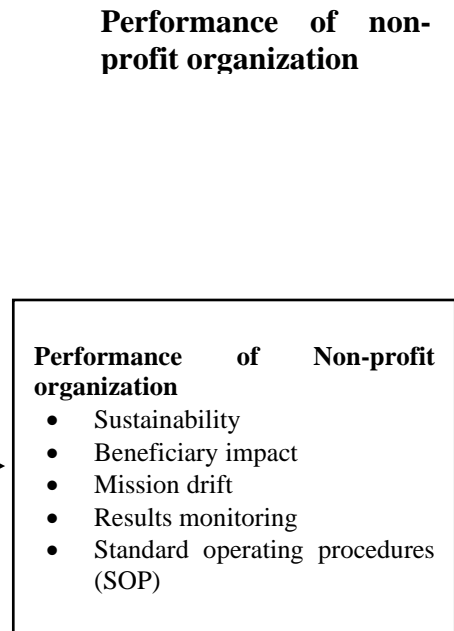 Performance of non-
profit organization
Performance of Non-profit
organization
• Sustainability
• Beneficiary impact
• Mission drift
• Results monitoring
• Standard operating procedures
(SOP)